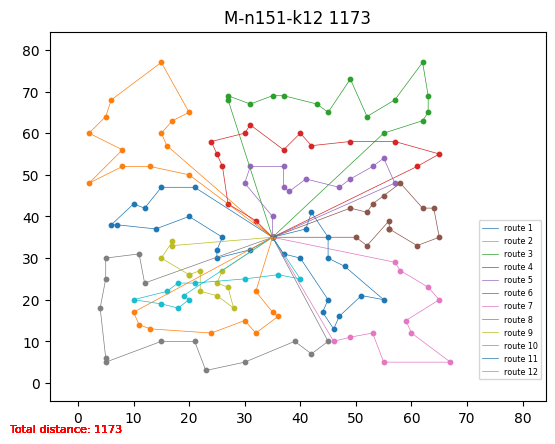 M-n151-k12 1173
80
70
60
50
40
30
20
10
0
0 10 20 30 40 50 60 70 80
route 1
route 2
route 3
route 4
route 5
route 6
route 7
route 8
route 9
route 10
route 11
route 12
Total distance: 1173